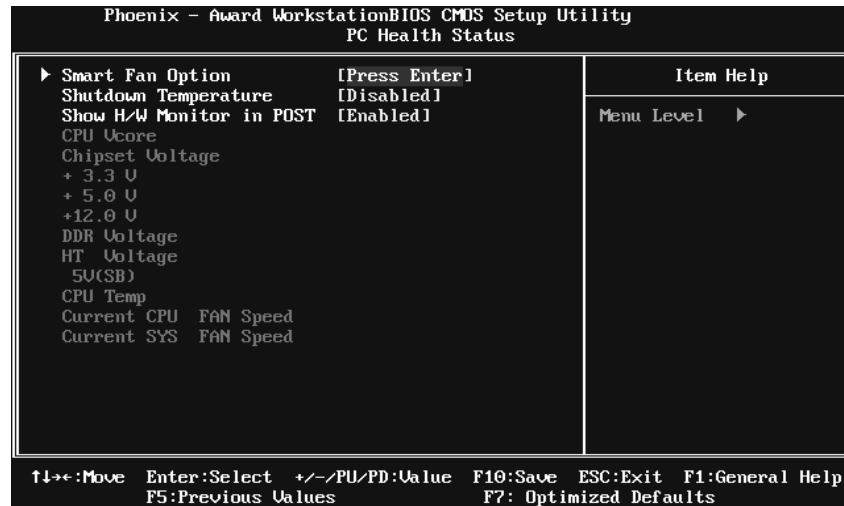 Phoenix - Award WorkstationBIOS CMOS Setup Utility
PC Health Status
▶ Smart Fan Option [Press Enter]
Shutdown Temperature [Disabled]
Show H/W Monitor in POST [Enabled]
CPU Vcore
Chipset Voltage
+ 3.3 V
+ 5.0 V
+12.0 V
DDR Voltage
HT Voltage
5V(SB)
CPU Temp
Current CPU FAN Speed
Current SYS FAN Speed
Item Help
Menu Level ▶
↑↓→←:Move Enter:Select +/-/PU/PD:Value F10:Save ESC:Exit F1:General Help
F5:Previous Values F7: Optimized Defaults